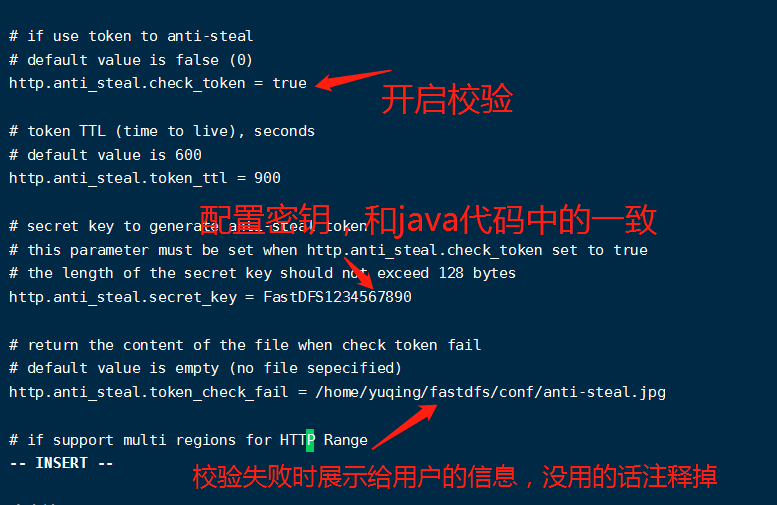 # if use token to anti-steal
# default value is false (0)
http.anti_steal.check_token = true
开启校验
# token TTL (time to live), seconds
# default value is 600
http.anti_steal.token_ttl = 900
配置密钥，和java代码中的一致
# secret key to generate anti-steal token
# this parameter must be set when http.anti_steal.check_token set to true
# the length of the secret key should not exceed 128 bytes
http.anti_steal.secret_key = FastDFS1234567890
# return the content of the file when check token fail
# default value is empty (no file sepecified)
http.anti_steal.token_check_fail = /home/yuqing/fastdfs/conf/anti-steal.jpg
# if support multi regions for HTTP Range
-- INSERT --
校验失败时展示给用户的信息，没用的话注释掉